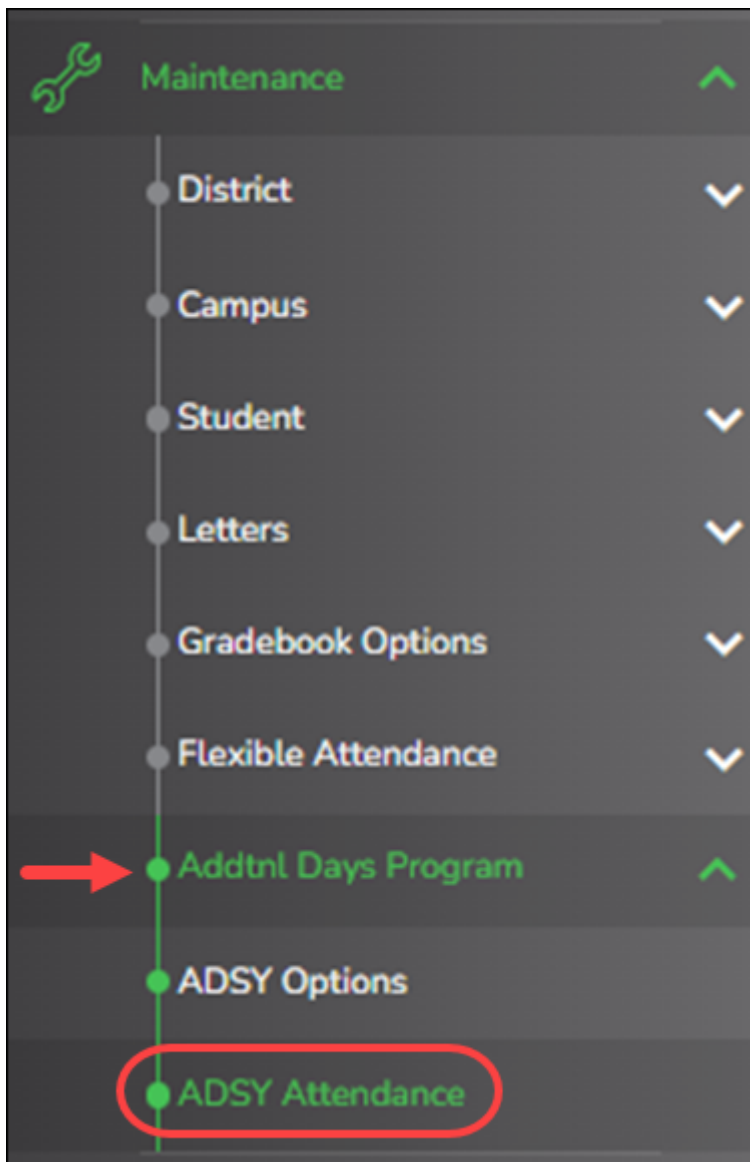 Maintenance
District
Campus
Student
Letters
Gradebook Options
Flexible Attendance
Addtnl Days Program
ADSY Options
ADSY Attendance